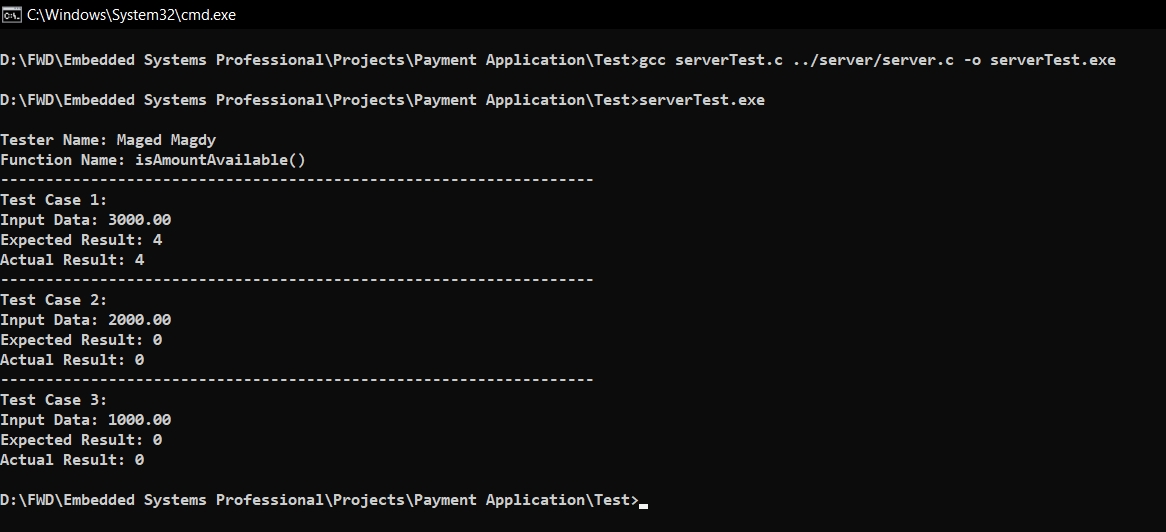 C:\Windows\System32\cmd.exe
D:\FWD\Embedded Systems Professional\Projects\Payment Application\Test>gcc serverTest.c ../server/server.c -o serverTest.exe
D:\FWD\Embedded Systems Professional\Projects\Payment Application\Test>serverTest.exe
Tester Name: Maged Magdy
Function Name: isAmountAvailable()
------------------------------------------------------------------
Test Case 1:
Input Data: 3000.00
Expected Result: 4
Actual Result: 4
------------------------------------------------------------------
Test Case 2:
Input Data: 2000.00
Expected Result: 0
Actual Result: 0
------------------------------------------------------------------
Test Case 3:
Input Data: 1000.00
Expected Result: 0
Actual Result: 0
D:\FWD\Embedded Systems Professional\Projects\Payment Application\Test>